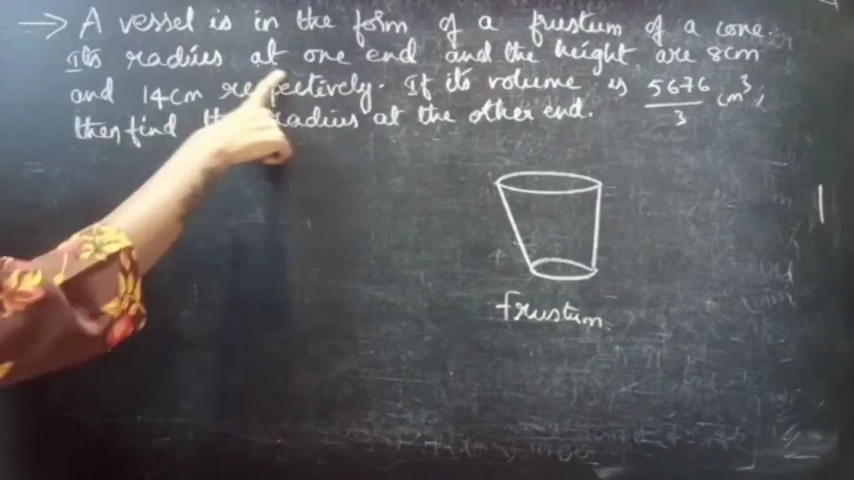 → A vessel is in the form of a frustum of a cone.
Its radius at one end and the height are 8cm
and 14cm respectively. If its volume is 5676/3 cm³,
then find the radius at the other end.
frustum